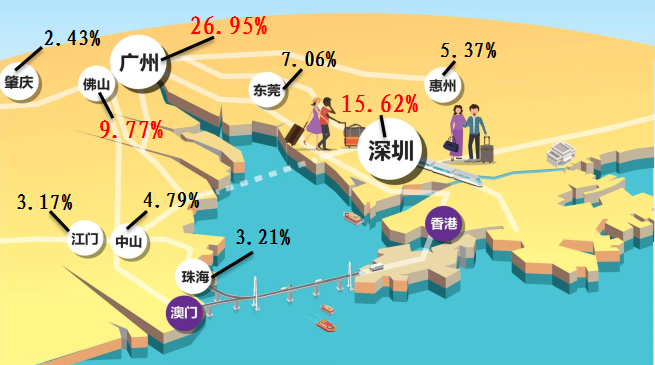 2.43%
26.95%
肇庆
广州
佛山
9.77%
7.06%
东莞
5.37%
惠州
15.62%
深圳
3.17%
4.79%
江门
中山
3.21%
珠海
香港
澳门